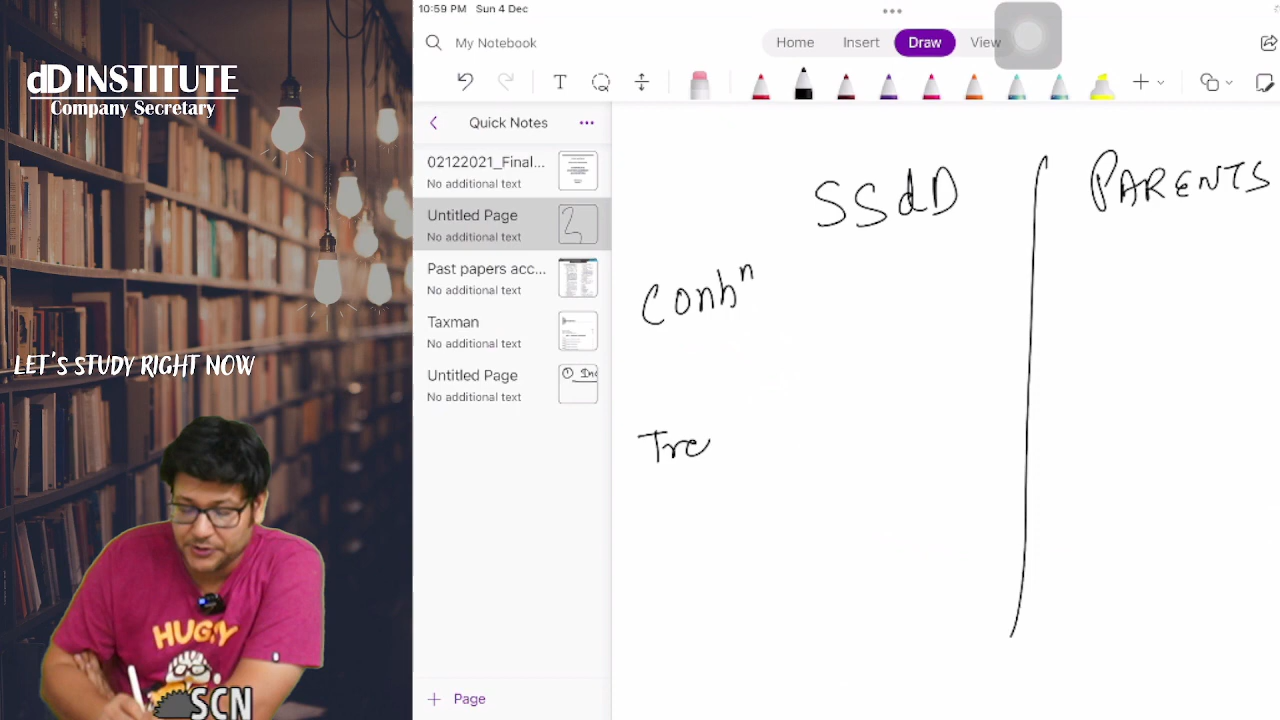 10:59 PM Sun 4 Dec
My Notebook
Home Insert Draw View
T
dD INSTITUTE
Company Secretary
LET'S STUDY RIGHT NOW
HUGSY
SCN
Quick Notes
02122021_Final...
No additional text
Untitled Page
No additional text
Past papers acc...
No additional text
Taxman
No additional text
Untitled Page
No additional text
Page
SSdD PARENTS
Conbⁿ
Tre